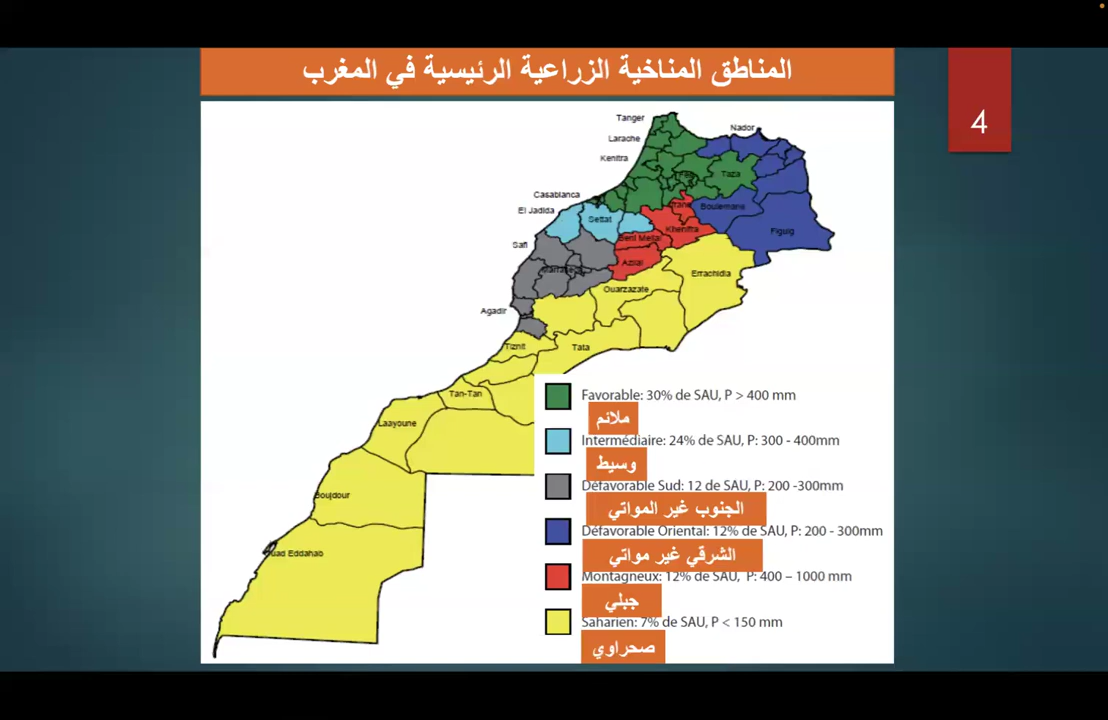 المناطق المناخية الزراعية الرئيسية في المغرب
4
Tanger
Nador
Larache
Kenitra
Taza
Casablanca
El Jadida
Boulemane
Settat
Khenifra
Figuig
Safi
Beni Mellal
Azilal
Errachidia
Ouarzazate
Agadir
Tiznit
Tata
Tan-Tan
Laayoune
Boujdour
Ouad Eddahab
Favorable: 30% de SAU, P > 400 mm
ملائم
Intermédiaire: 24% de SAU, P: 300 - 400mm
وسيط
Défavorable Sud: 12 de SAU, P: 200 -300mm
الجنوب غير المواتي
Défavorable Oriental: 12% de SAU, P: 200 - 300mm
الشرقي غير مواتي
Montagneux: 12% de SAU, P: 400 – 1000 mm
جبلي
Saharien: 7% de SAU, P < 150 mm
صحراوي